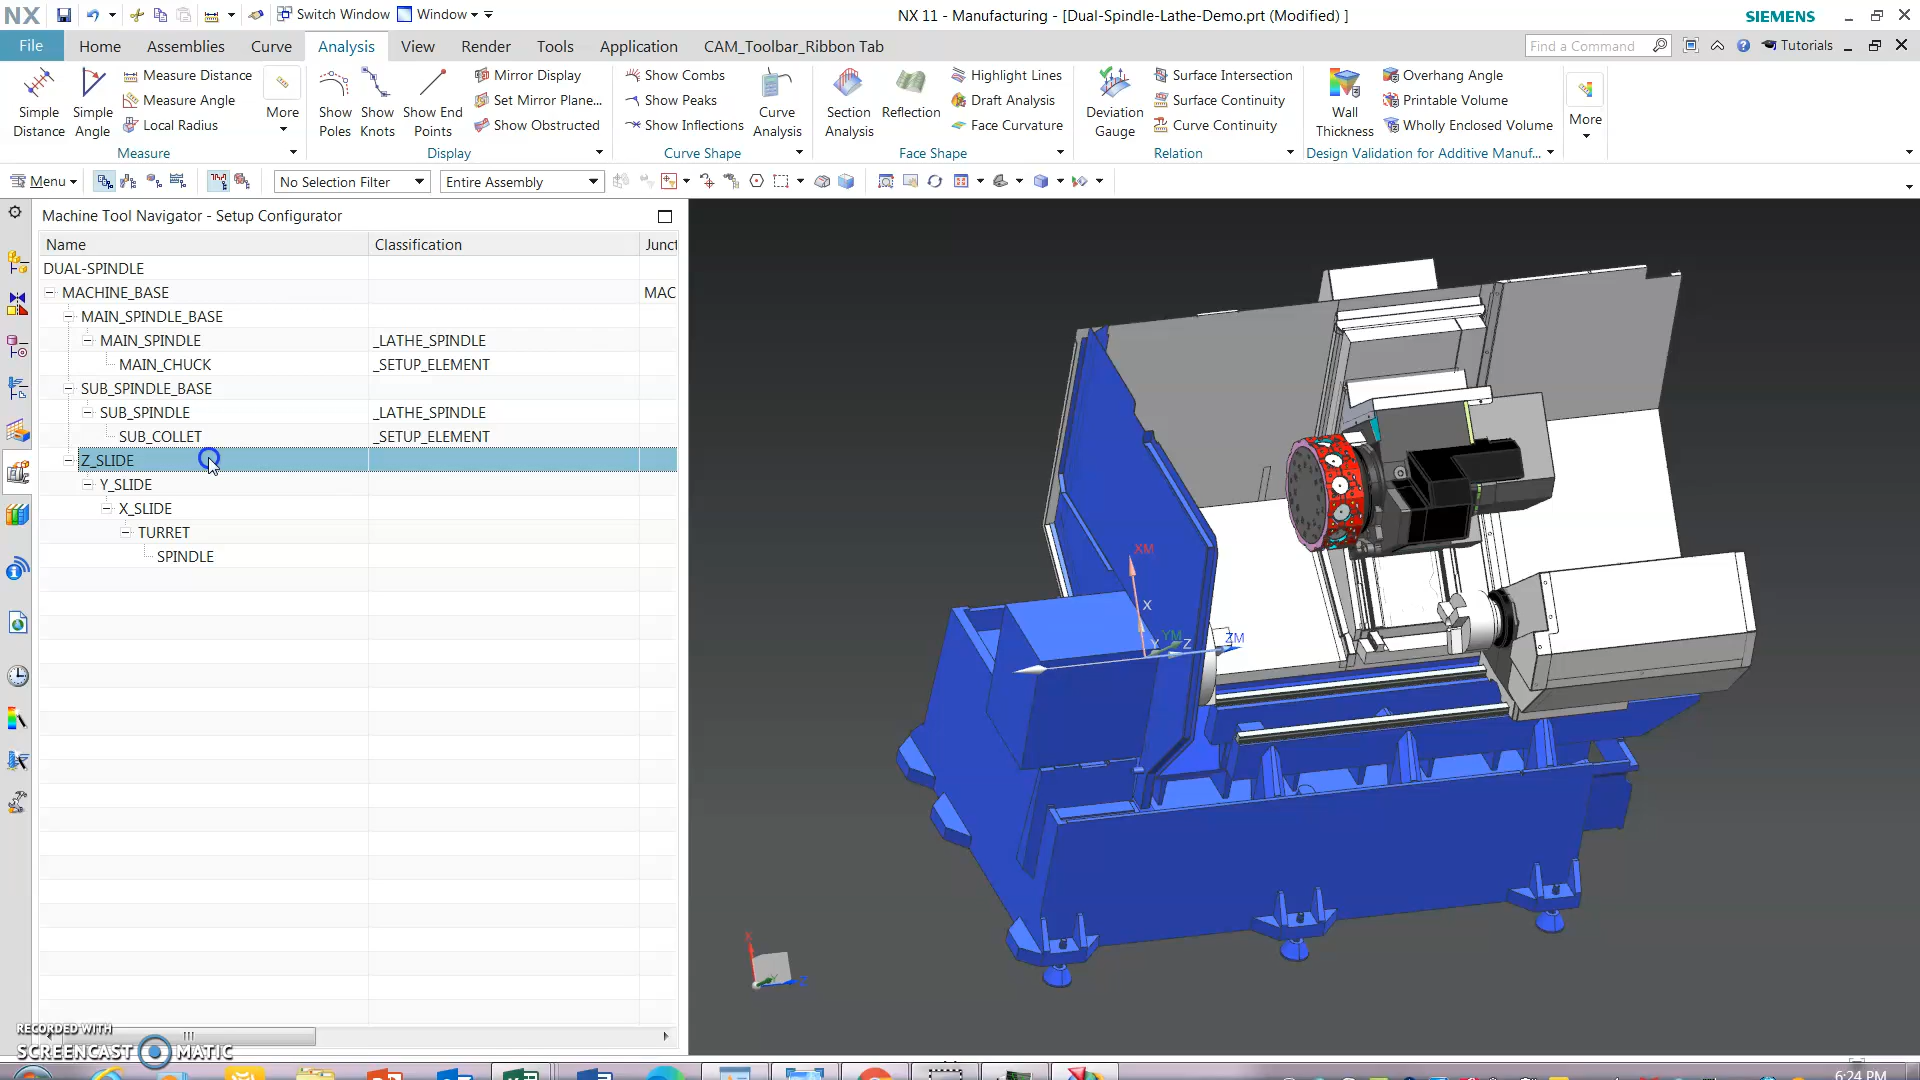 NX
Switch Window
Window
NX 11 - Manufacturing - [Dual-Spindle-Lathe-Demo.prt (Modified) ]
SIEMENS
File
Home
Assemblies
Curve
Analysis
View
Render
Tools
Application
CAM_Toolbar_Ribbon Tab
Find a Command
Tutorials
Simple Distance
Simple Angle
Measure Distance
Measure Angle
Local Radius
More
Measure
Show Poles
Show Knots
Show End Points
Mirror Display
Set Mirror Plane...
Show Obstructed
Display
Show Combs
Show Peaks
Show Inflections
Curve Analysis
Curve Shape
Section Analysis
Reflection
Highlight Lines
Draft Analysis
Face Curvature
Face Shape
Deviation Gauge
Surface Intersection
Surface Continuity
Curve Continuity
Relation
Wall Thickness
Overhang Angle
Printable Volume
Wholly Enclosed Volume
Design Validation for Additive Manuf...
More
Menu
No Selection Filter
Entire Assembly
Machine Tool Navigator - Setup Configurator
Name
Classification
Junct
DUAL-SPINDLE
MACHINE_BASE
MAC
MAIN_SPINDLE_BASE
MAIN_SPINDLE
_LATHE_SPINDLE
MAIN_CHUCK
_SETUP_ELEMENT
SUB_SPINDLE_BASE
SUB_SPINDLE
_LATHE_SPINDLE
SUB_COLLET
_SETUP_ELEMENT
Z_SLIDE
Y_SLIDE
X_SLIDE
TURRET
SPINDLE
XM
X
YM
Y
Z
ZM
X
Y
Z
RECORDED WITH
SCREENCAST MATIC
6:24 PM